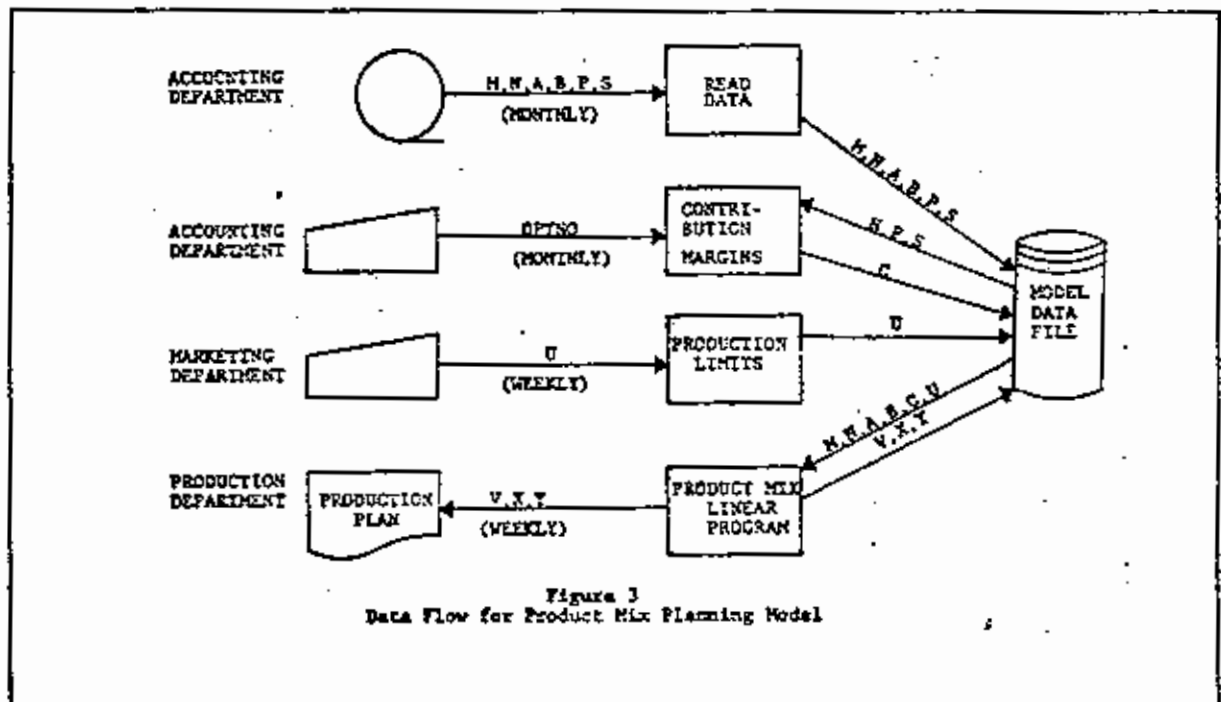 ACCOUNTING
DEPARTMENT
M,N,A,B,P,S
(MONTHLY)
READ
DATA
M,N,A,B,P,S
ACCOUNTING
DEPARTMENT
OPTNO
(MONTHLY)
CONTRI-
BUTION
MARGINS
N,P,S
C
MODEL
DATA
FILE
MARKETING
DEPARTMENT
U
(WEEKLY)
PRODUCTION
LIMITS
U
M,N,A,B,C,U
V,X,Y
PRODUCTION
DEPARTMENT
PRODUCTION
PLAN
V,X,Y
(WEEKLY)
PRODUCT MIX
LINEAR
PROGRAM
Figure 3
Data Flow for Product Mix Planning Model